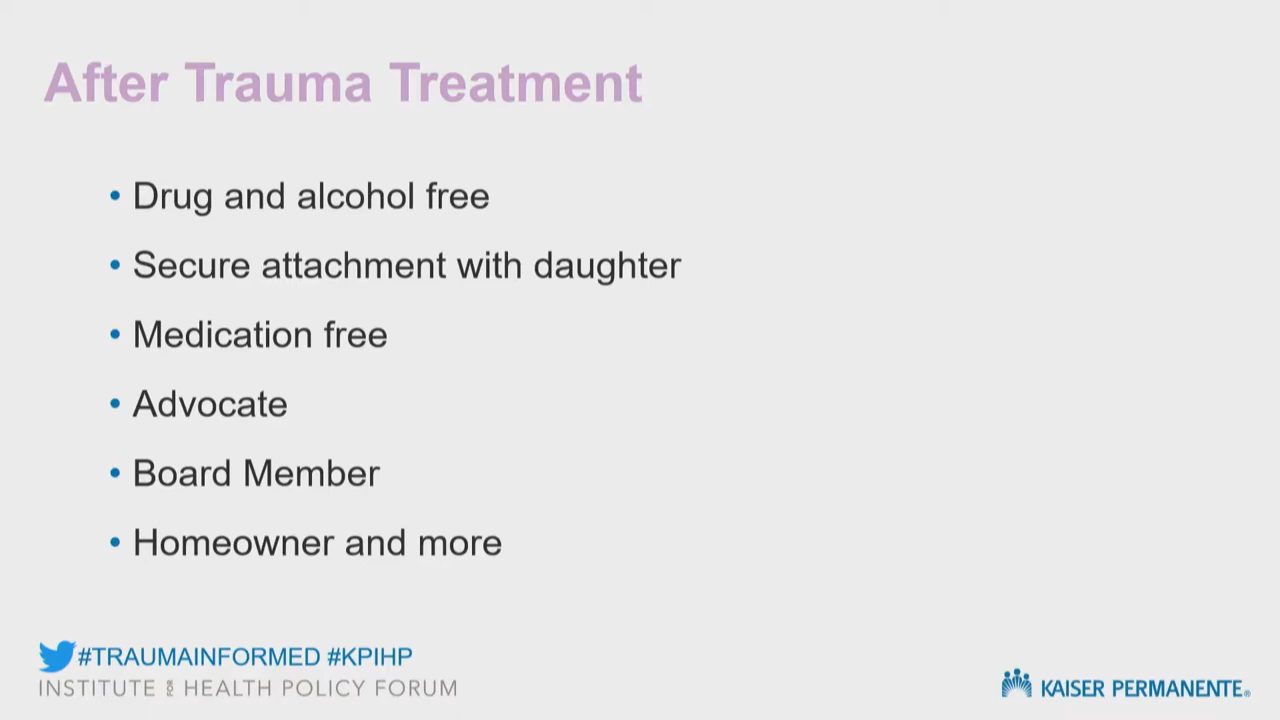 After Trauma Treatment
• Drug and alcohol free
• Secure attachment with daughter
• Medication free
• Advocate
• Board Member
• Homeowner and more
#TRAUMAINFORMED #KPIHP
INSTITUTE FOR HEALTH POLICY FORUM
KAISER PERMANENTE®